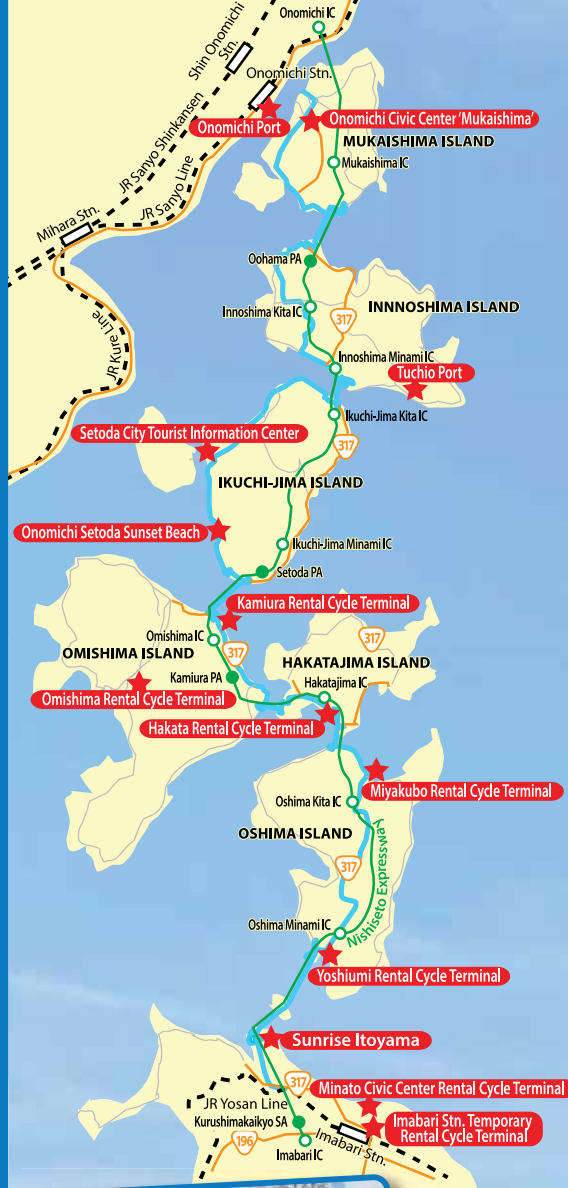 Onomichi IC
Shin Onomichi
Stn.
Onomichi Stn.
Onomichi Port
Onomichi Civic Center 'Mukaishima'
MUKAISHIMA ISLAND
JR Sanyo Shinkansen
Mukaishima IC
JR Sanyo Line
Mihara Stn.
Oohama PA
INNNOSHIMA ISLAND
Innoshima Kita IC
317
JR Kure Line
Innoshima Minami IC
Tuchio Port
Ikuchi-Jima Kita IC
Setoda City Tourist Information Center
317
IKUCHI-JIMA ISLAND
Onomichi Setoda Sunset Beach
Ikuchi-Jima Minami IC
Setoda PA
Kamiura Rental Cycle Terminal
Omishima IC
317
317
OMISHIMA ISLAND
HAKATAJIMA ISLAND
Kamiura PA
Hakatajima IC
Omishima Rental Cycle Terminal
Hakata Rental Cycle Terminal
Miyakubo Rental Cycle Terminal
Oshima Kita IC
OSHIMA ISLAND
317
Nishiseto Expressway
Oshima Minami IC
Yoshiumi Rental Cycle Terminal
Sunrise Itoyama
317
Minato Civic Center Rental Cycle Terminal
JR Yosan Line
Kurushimakaikyo SA
Imabari Stn. Temporary
Rental Cycle Terminal
196
Imabari Stn.
Imabari IC